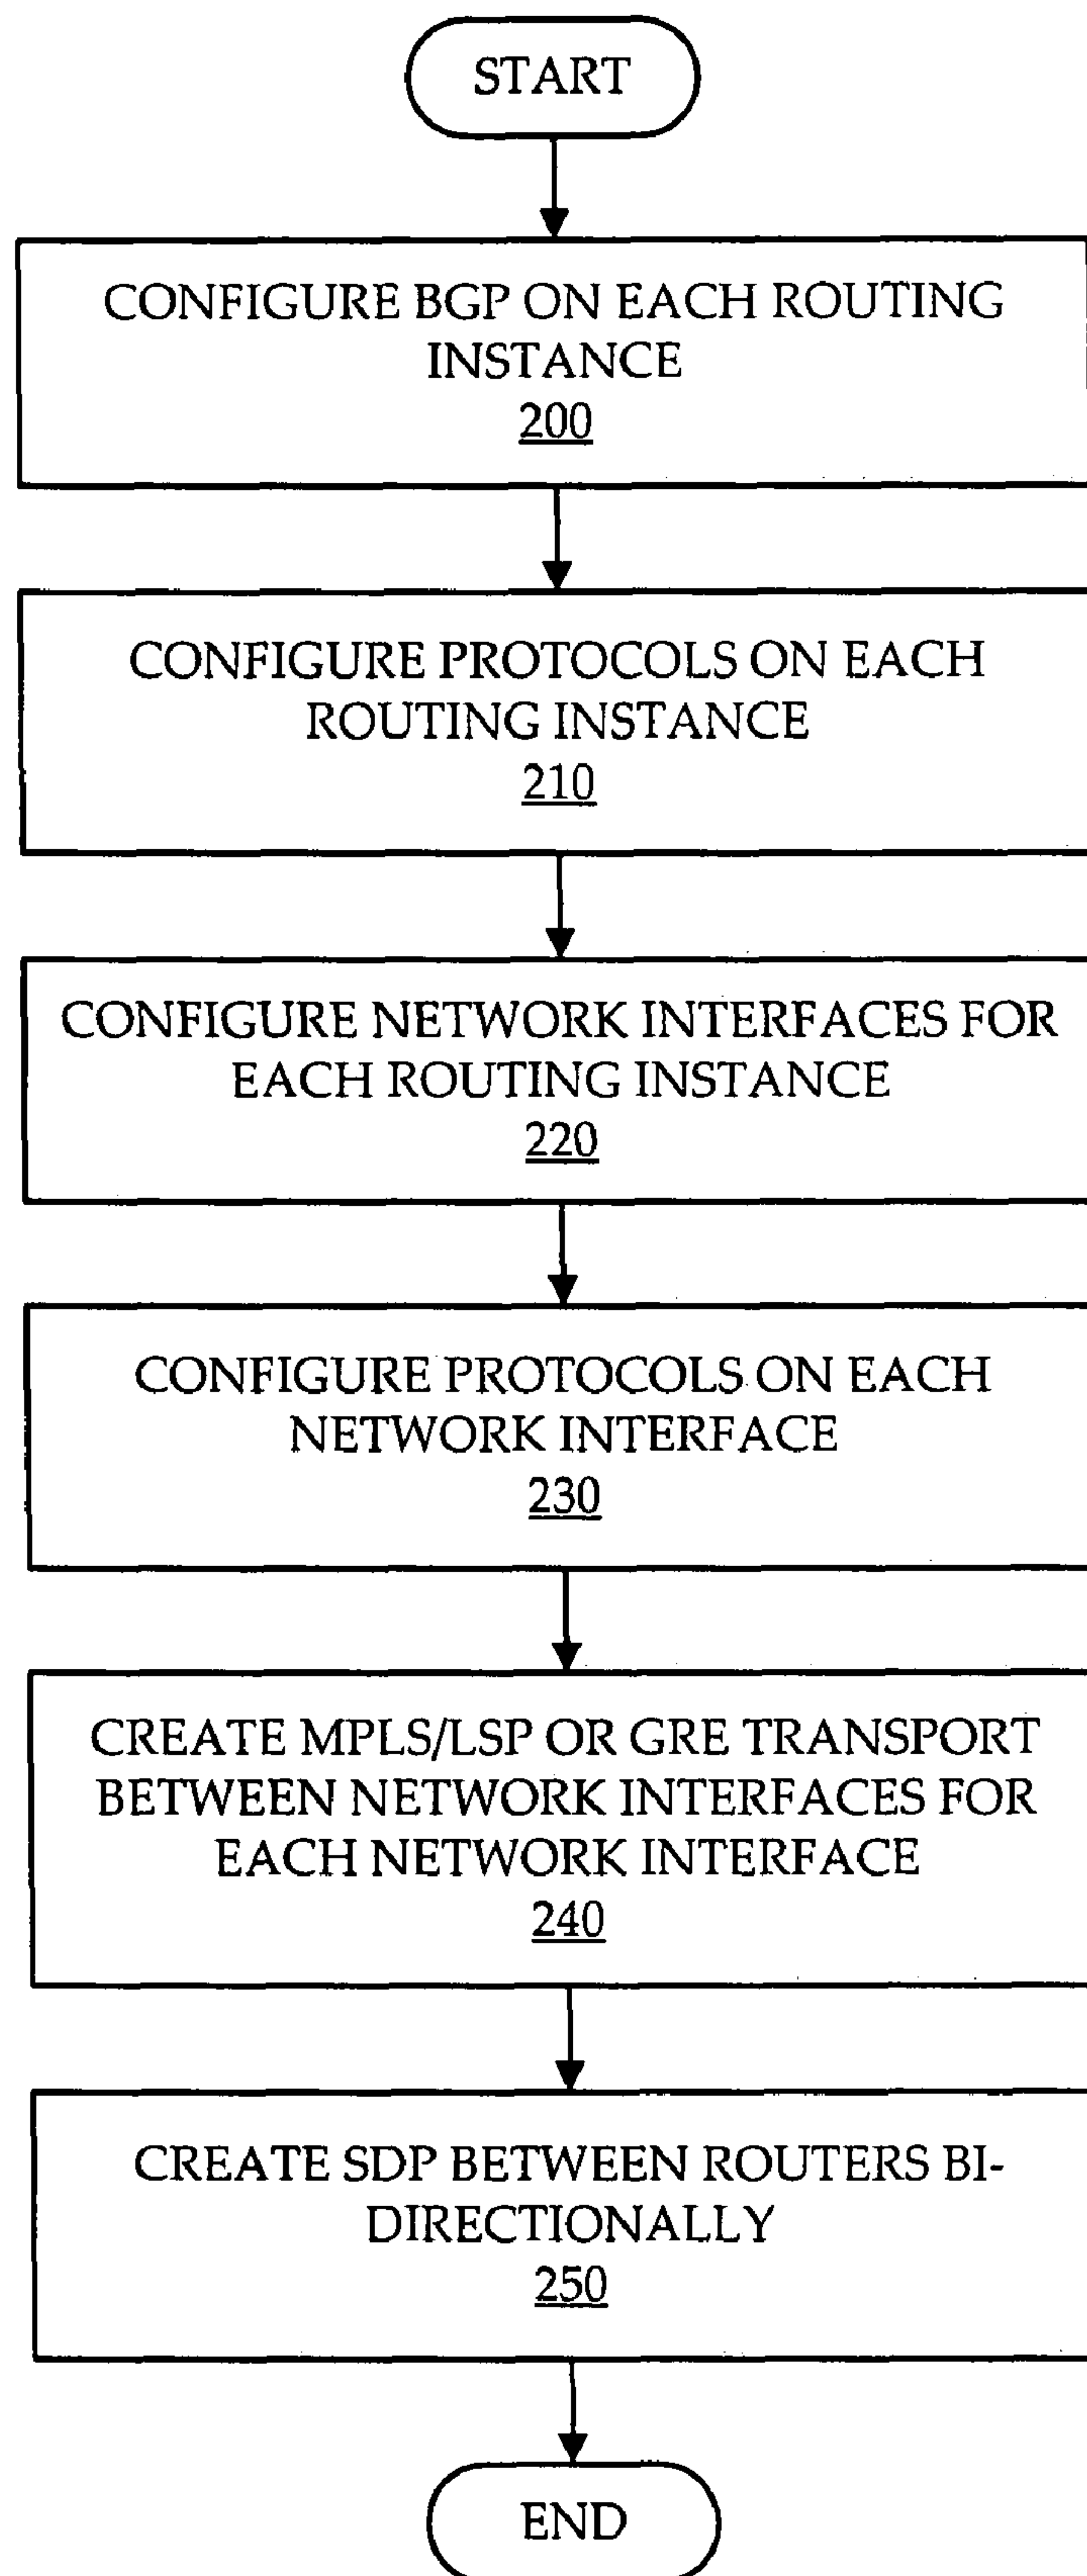 START
CONFIGURE BGP ON EACH ROUTING
INSTANCE
200
CONFIGURE PROTOCOLS ON EACH
ROUTING INSTANCE
210
CONFIGURE NETWORK INTERFACES FOR
EACH ROUTING INSTANCE
220
CONFIGURE PROTOCOLS ON EACH
NETWORK INTERFACE
230
CREATE MPLS/LSP OR GRE TRANSPORT
BETWEEN NETWORK INTERFACES FOR
EACH NETWORK INTERFACE
240
CREATE SDP BETWEEN ROUTERS BI-
DIRECTIONALLY
250
END